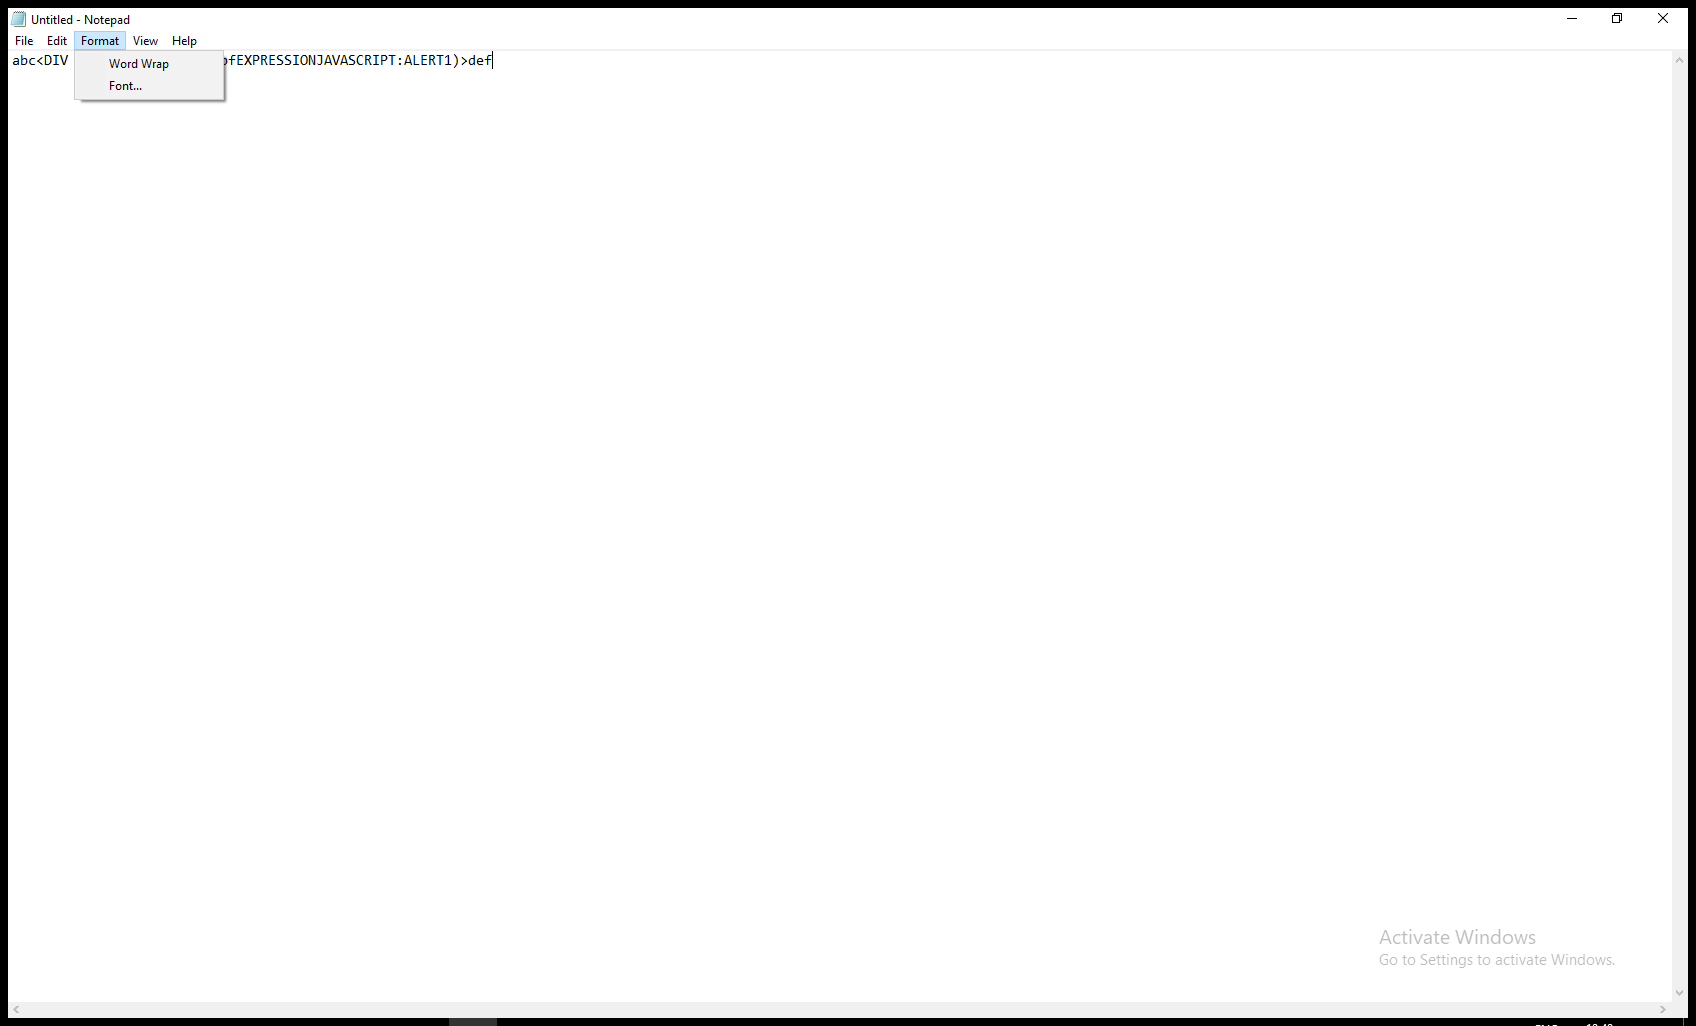 Untitled - Notepad
File Edit Format View Help
abc<DIV fEXPRESSIONJAVASCRIPT:ALERT1)>def
Word Wrap
Font...
Activate Windows
Go to Settings to activate Windows.